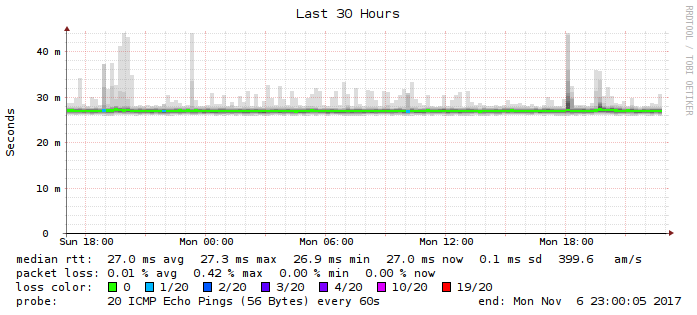 Last 30 Hours
RRDTOOL / TOBI OETIKER
Seconds
40 m
30 m
20 m
10 m
0
Sun 18:00 Mon 00:00 Mon 06:00 Mon 12:00 Mon 18:00
median rtt: 27.0 ms avg 27.3 ms max 26.9 ms min 27.0 ms now 0.1 ms sd 399.6 am/s
packet loss: 0.01 % avg 0.42 % max 0.00 % min 0.00 % now
loss color: 0 1/20 2/20 3/20 4/20 10/20 19/20
probe: 20 ICMP Echo Pings (56 Bytes) every 60s end: Mon Nov 6 23:00:05 2017